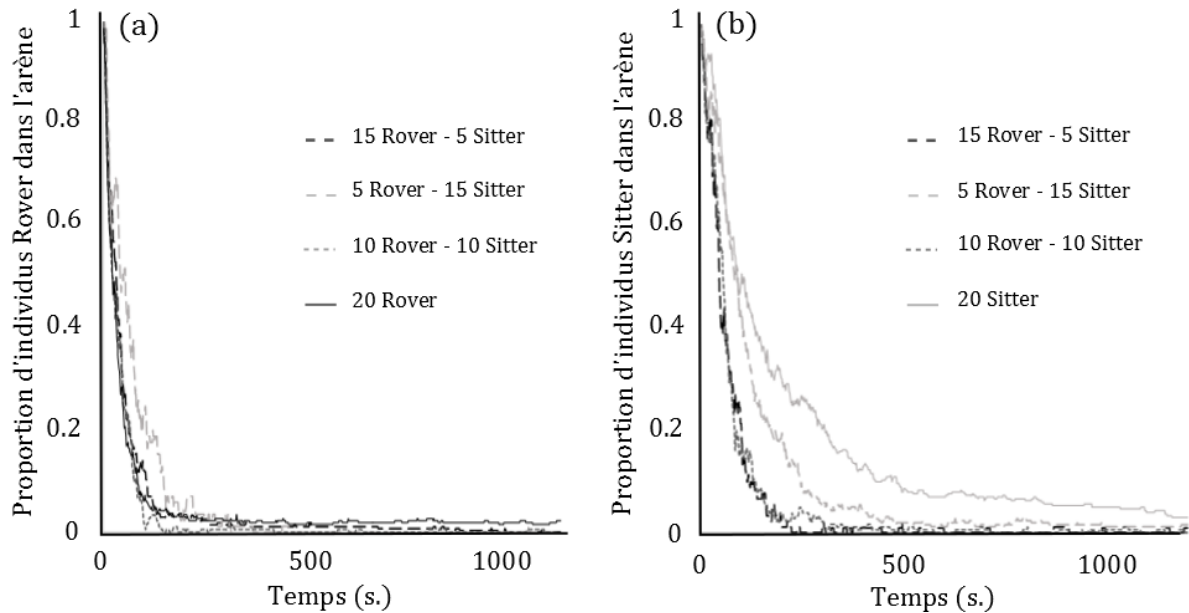 (a)
Proportion d'individus Rover dans l'arène
1
0.8
0.6
0.4
0.2
0
15 Rover - 5 Sitter
5 Rover - 15 Sitter
10 Rover - 10 Sitter
20 Rover
0
500
1000
Temps (s.)
(b)
Proportion d'individus Sitter dans l'arène
1
0.8
0.6
0.4
0.2
0
15 Rover - 5 Sitter
5 Rover - 15 Sitter
10 Rover - 10 Sitter
20 Sitter
0
500
1000
Temps (s.)